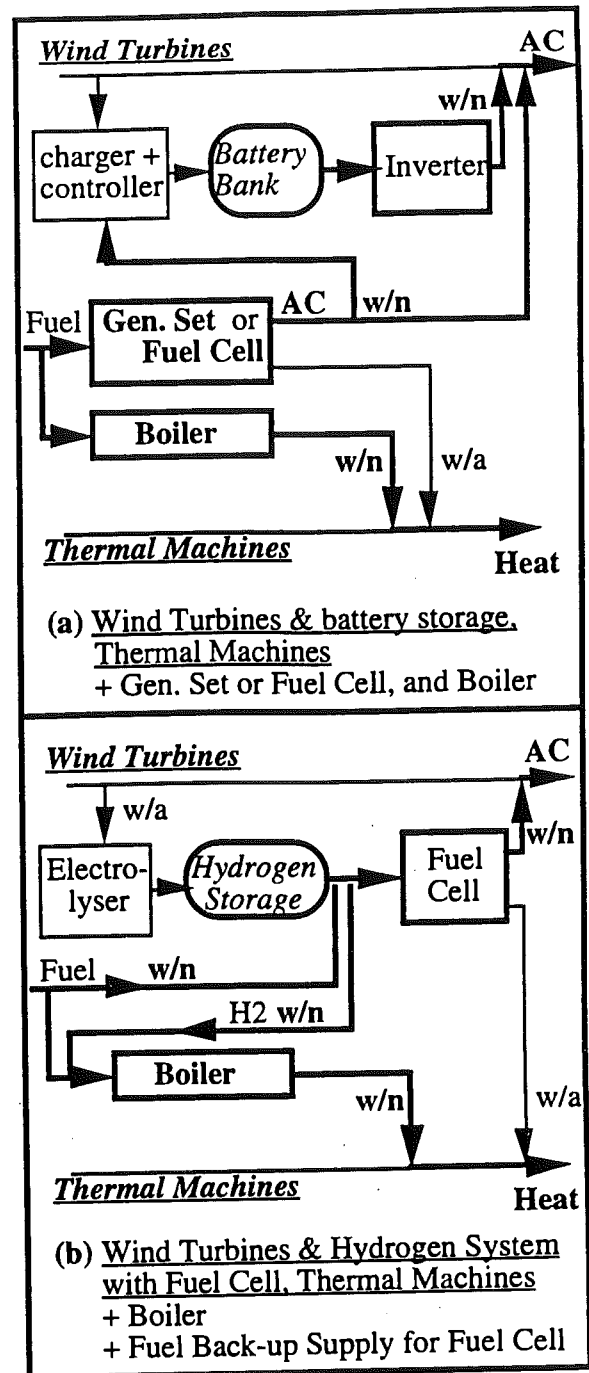 Wind Turbines
AC
w/n
charger +
controller
Battery
Bank
Inverter
AC
w/n
Fuel
Gen. Set or
Fuel Cell
Boiler
w/n
w/a
Thermal Machines
Heat
(a) Wind Turbines & battery storage,
Thermal Machines
+ Gen. Set or Fuel Cell, and Boiler
Wind Turbines
AC
w/a
w/n
Electro-
lyser
Hydrogen
Storage
Fuel
Cell
Fuel
w/n
H2 w/n
Boiler
w/n
w/a
Thermal Machines
Heat
(b) Wind Turbines & Hydrogen System
with Fuel Cell, Thermal Machines
+ Boiler
+ Fuel Back-up Supply for Fuel Cell